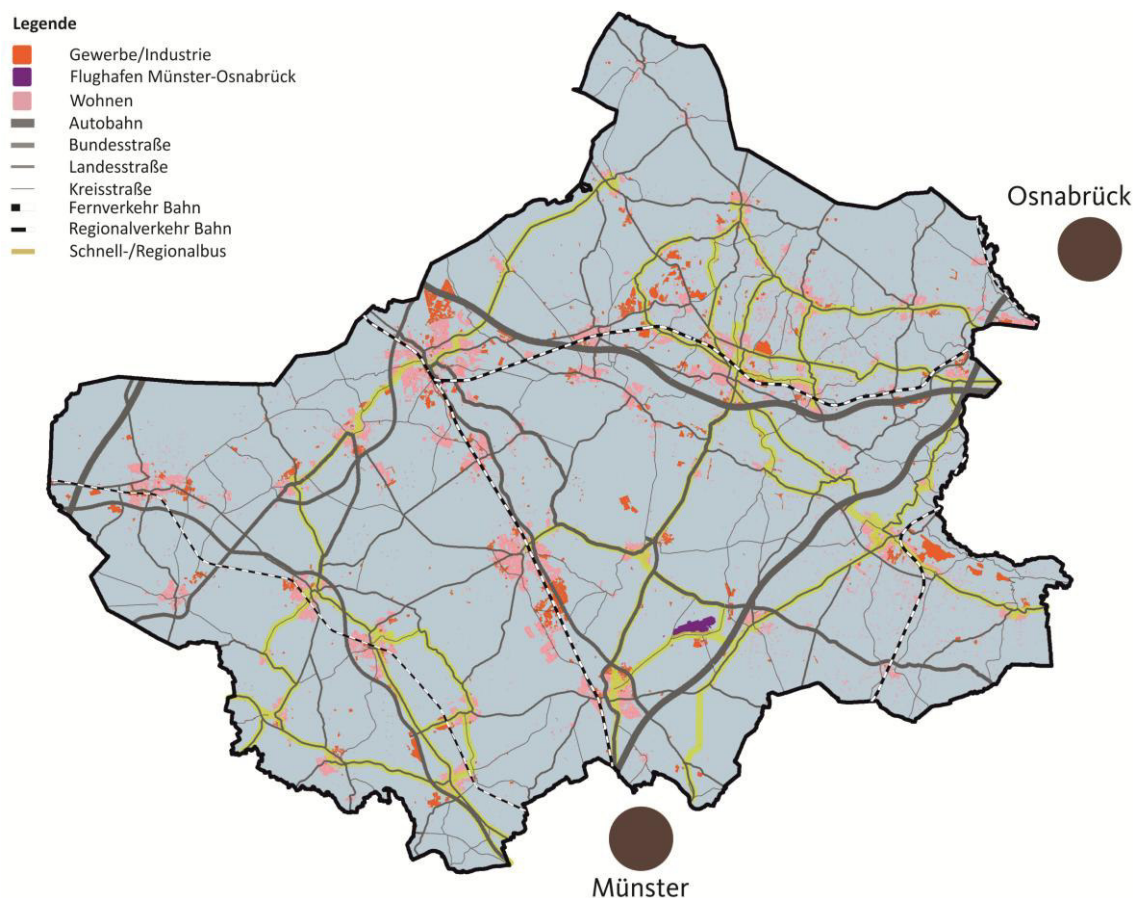 Legende
Gewerbe/Industrie
Flughafen Münster-Osnabrück
Wohnen
Autobahn
Bundesstraße
Landesstraße
Kreisstraße
Fernverkehr Bahn
Regionalverkehr Bahn
Schnell-/Regionalbus
Osnabrück
Münster